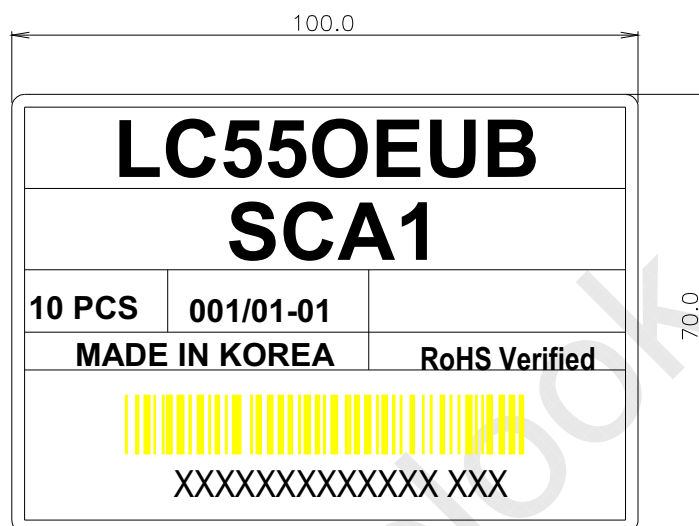 100.0
LC55OEUB
SCA1
10 PCS 001/01-01
MADE IN KOREA RoHS Verified
70.0
XXXXXXXXXXXXX XXX